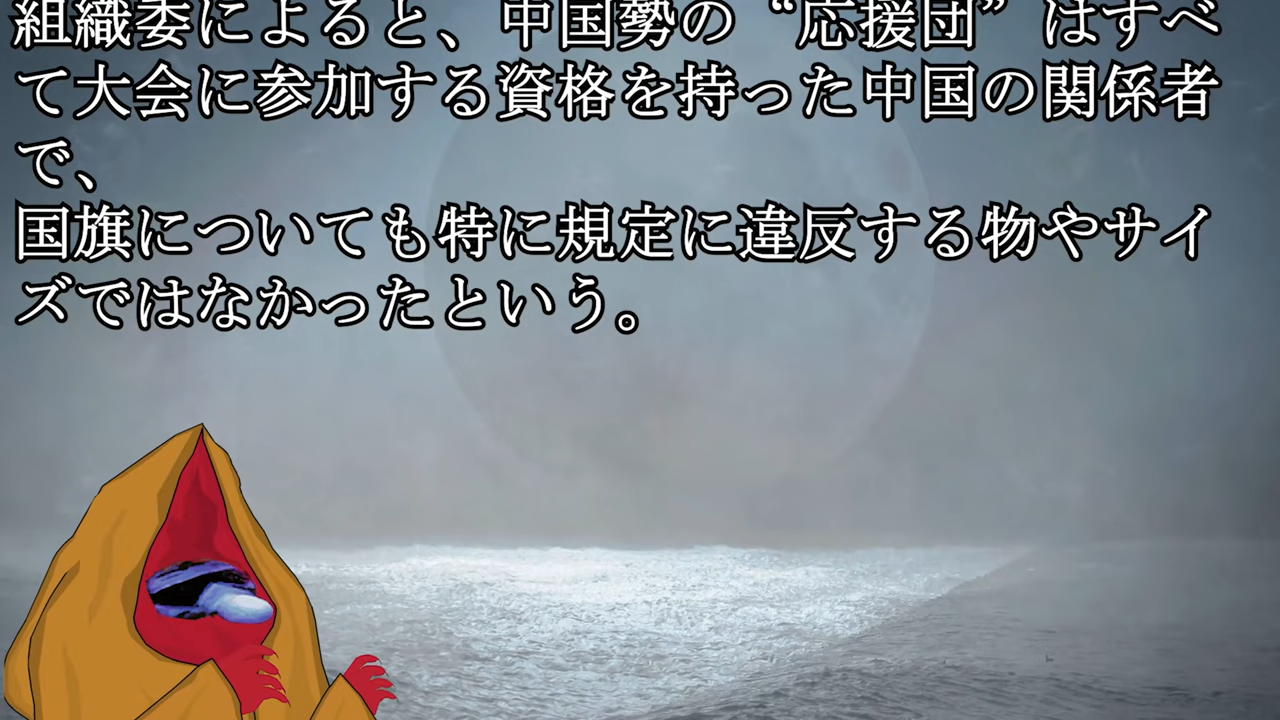 組織委によると、中国勢の“応援団”はすべ
て大会に参加する資格を持った中国の関係者
で、
国旗についても特に規定に違反する物やサイ
ズではなかったという。